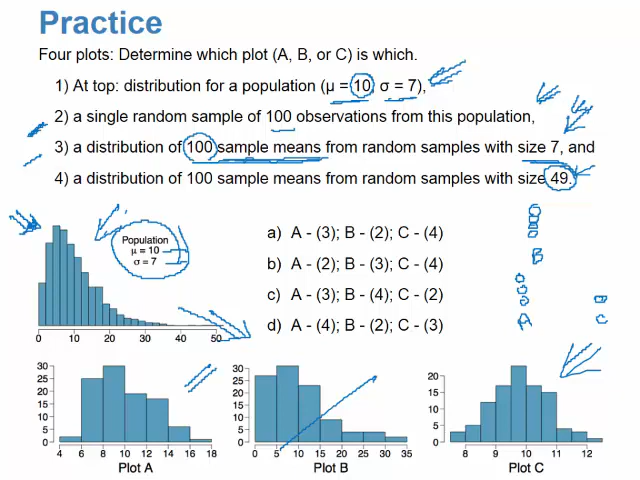 Practice
Four plots: Determine which plot (A, B, or C) is which.
1) At top: distribution for a population (μ = 10 σ = 7),
2) a single random sample of 100 observations from this population,
3) a distribution of 100 sample means from random samples with size 7, and
4) a distribution of 100 sample means from random samples with size 49.
Population
μ = 10
σ = 7
0 10 20 30 40 50
a) A - (3); B - (2); C - (4)
b) A - (2); B - (3); C - (4)
c) A - (3); B - (4); C - (2)
d) A - (4); B - (2); C - (3)
B
A
C
30
25
20
15
10
5
0
4 6 8 10 12 14 16 18
Plot A
30
25
20
15
10
5
0
0 5 10 15 20 25 30 35
Plot B
20
15
10
5
0
8 9 10 11 12
Plot C